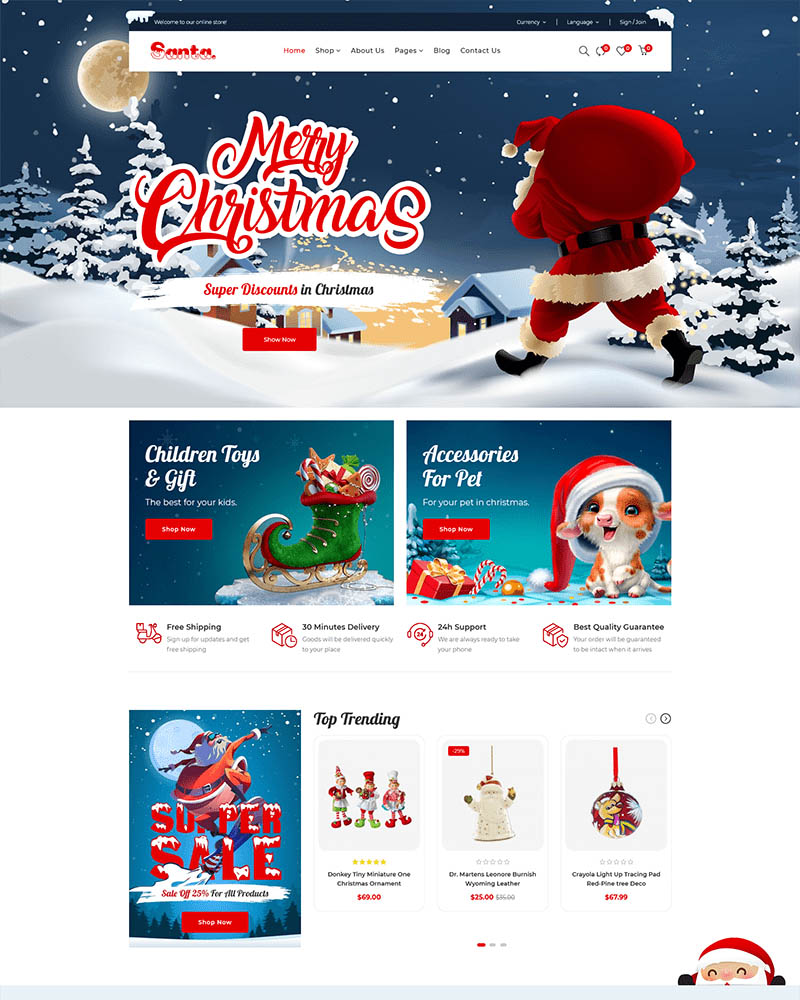 Welcome to our online store!
Currency
Language
Sign /Join
Santa.
Home
Shop
About Us
Pages
Blog
Contact Us
0
0
0
Merry
Christmas
Super Discounts in Christmas
Show Now
Children Toys
& Gift
The best for your kids.
Shop Now
Accessories
For Pet
For your pet in christmas.
Shop Now
Free Shipping
Sign up for updates and get
free shipping
30 Minutes Delivery
Goods will be delivered quickly
to your place
24
24h Support
We are always ready to take
your phone
Best Quality Guarantee
Your order will be guaranteed
to be intact when it arrives
SUPPER
SALE
Sale Off 25% For All Products
Shop Now
Top Trending
Donkey Tiny Miniature One
Christmas Ornament
$69.00
-29%
Dr. Martens Leonore Burnish
Wyoming Leather
$25.00 $35.00
Crayola Light Up Tracing Pad
Red-Pine tree Deco
$67.99